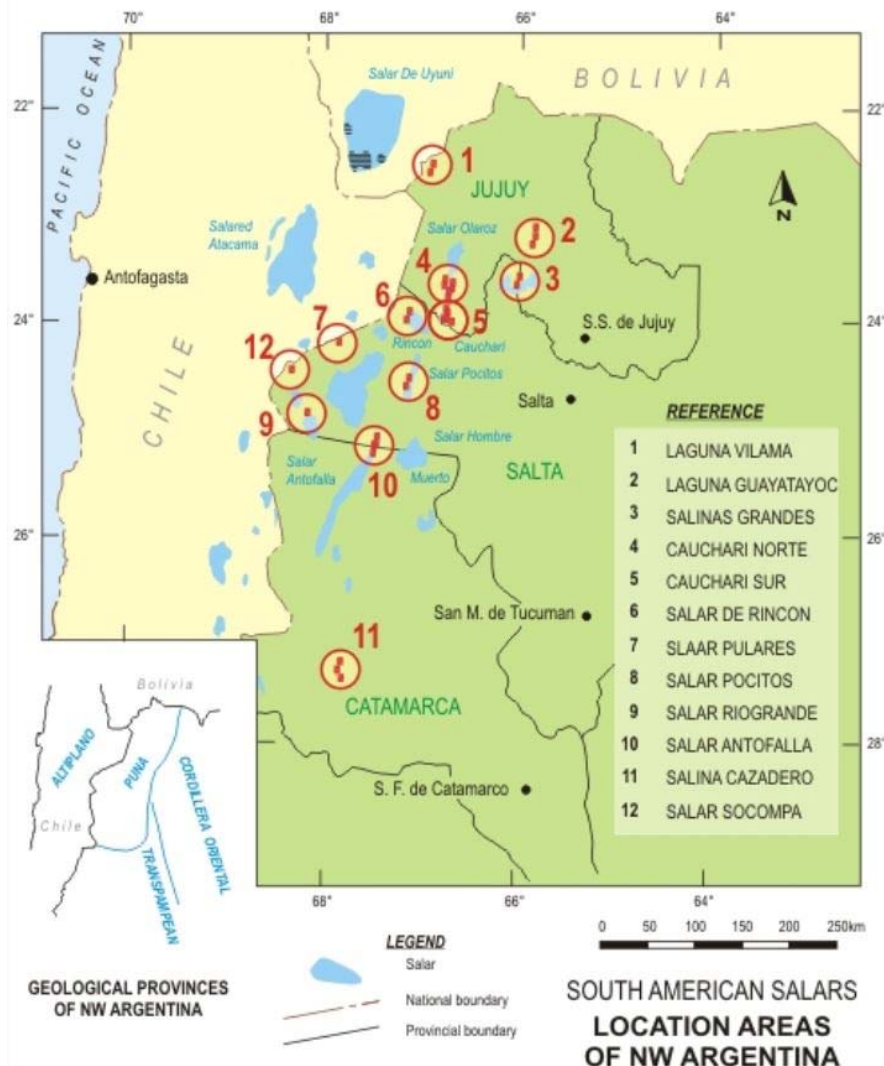 70°
68°
66°
64°
22°
22°
24°
24°
26°
26°
28°
68°
66°
64°
PACIFIC OCEAN
BOLIVIA
CHILE
Salar De Uyuni
Salared
Atacama
Antofagasta
JUJUY
Salar Olaroz
N
1
2
3
4
5
6
7
8
9
10
11
12
Rincon
Cauchari
Salar Pocitos
S.S. de Jujuy
Salta
SALTA
Salar Hombre
Muerto
Salar
Antofalla
San M. de Tucuman
CATAMARCA
S. F. de Catamarco
REFERENCE
1 LAGUNA VILAMA
2 LAGUNA GUAYATAYOC
3 SALINAS GRANDES
4 CAUCHARI NORTE
5 CAUCHARI SUR
6 SALAR DE RINCON
7 SLAAR PULARES
8 SALAR POCITOS
9 SALAR RIOGRANDE
10 SALAR ANTOFALLA
11 SALINA CAZADERO
12 SALAR SOCOMPA
Bolivia
ALTIPLANO
PUNA
CORDILLERA ORIENTAL
Chile
TRANSPAMPEAN
GEOLOGICAL PROVINCES
OF NW ARGENTINA
LEGEND
Salar
National boundary
Provincial boundary
0 50 100 150 200 250km
SOUTH AMERICAN SALARS
LOCATION AREAS
OF NW ARGENTINA